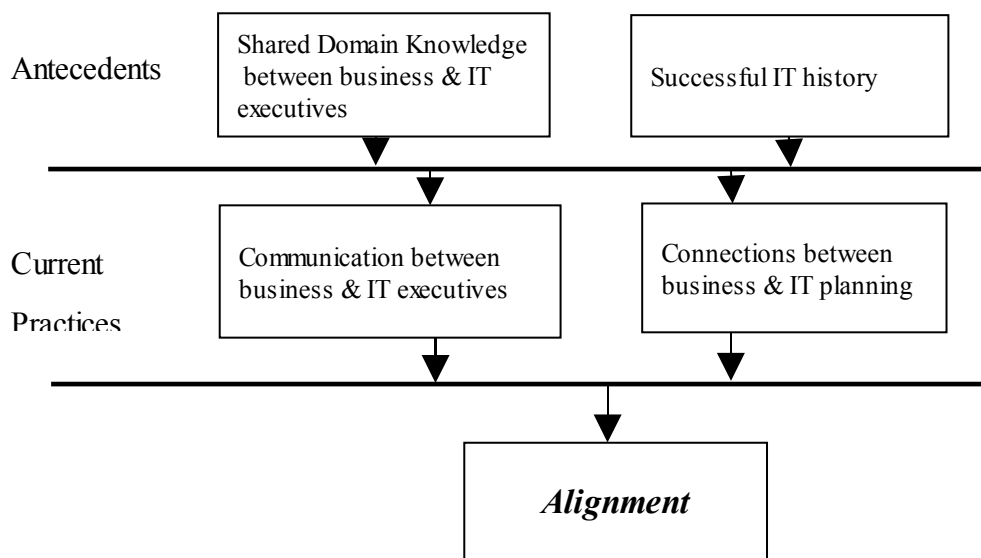 Antecedents
Shared Domain Knowledge
between business & IT
executives
Successful IT history
Current
Practices
Communication between
business & IT executives
Connections between
business & IT planning
Alignment